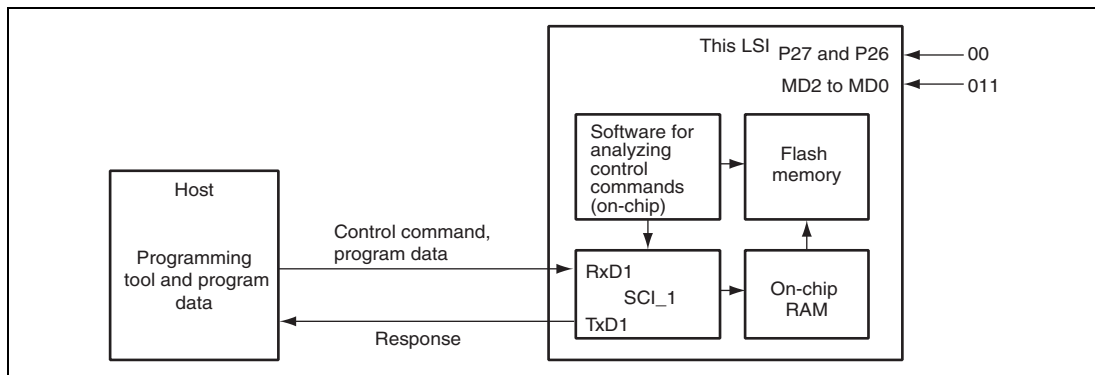 This LSI
P27 and P26
00
MD2 to MD0
011
Software for
analyzing
control
commands
(on-chip)
Flash
memory
Host
Programming
tool and program
data
Control command,
program data
RxD1
SCI_1
TxD1
On-chip
RAM
Response